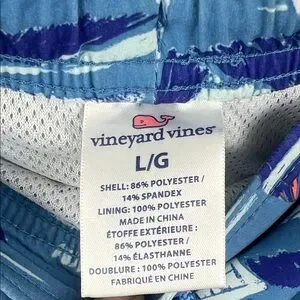 vineyard vines®
L/G
SHELL: 86% POLYESTER /
14% SPANDEX
LINING: 100% POLYESTER
MADE IN CHINA
ÉTOFFE EXTÉRIEURE :
86% POLYESTER /
14% ÉLASTHANNE
DOUBLURE : 100% POLYESTER
FABRIQUÉ EN CHINE